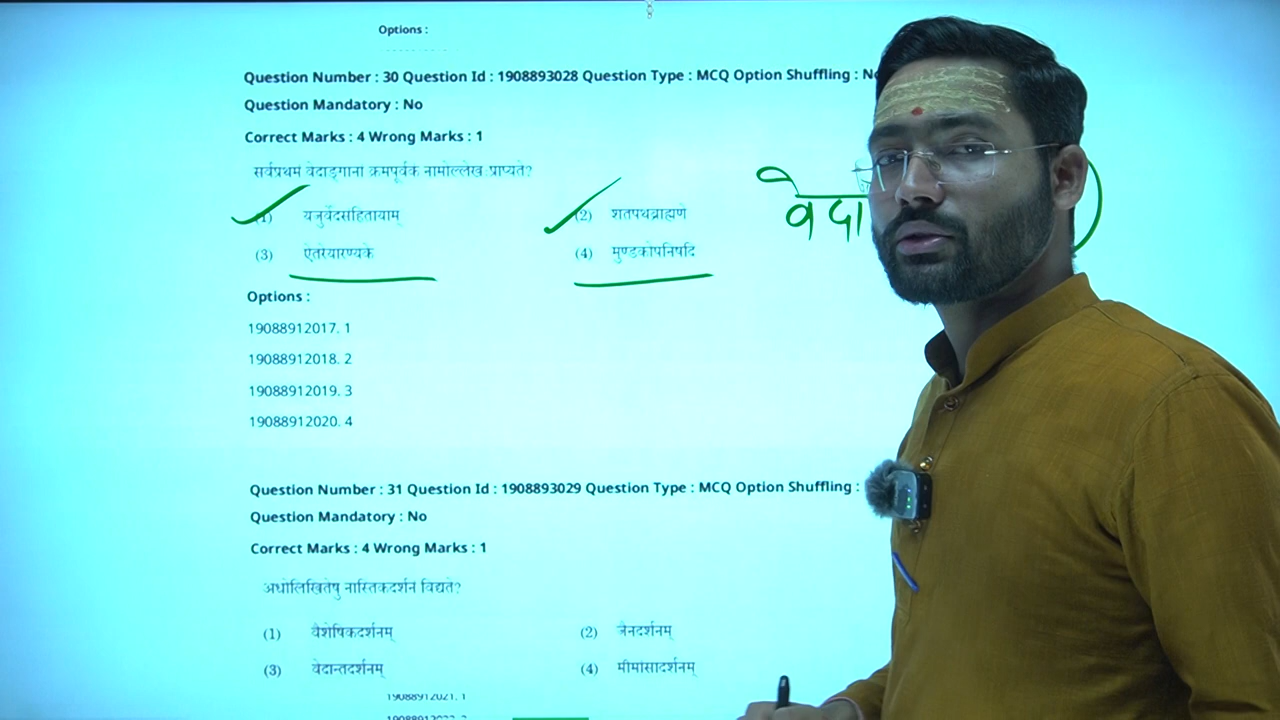 Options :
Question Number : 30 Question Id : 1908893028 Question Type : MCQ Option Shuffling : No
Question Mandatory : No
Correct Marks : 4 Wrong Marks : 1
सर्वप्रथम वेदाङ्गाना क्रमपूर्वक नामोल्लेख प्राप्यते?
(1) यजुर्वेदसहितायाम् (2) शतपथब्राह्मणे
वेदा
(3) ऐतरेयारण्यके (4) मुण्डकोपनिषदि
Options :
19088912017. 1
19088912018. 2
19088912019. 3
19088912020. 4
Question Number : 31 Question Id : 1908893029 Question Type : MCQ Option Shuffling :
Question Mandatory : No
Correct Marks : 4 Wrong Marks : 1
अधोलिखितेषु नास्तिकदर्शन विद्यते?
(1) वैशेषिकदर्शनम् (2) जैनदर्शनम्
(3) वेदान्तदर्शनम् (4) मीमासादर्शनम्
19088912021. 1